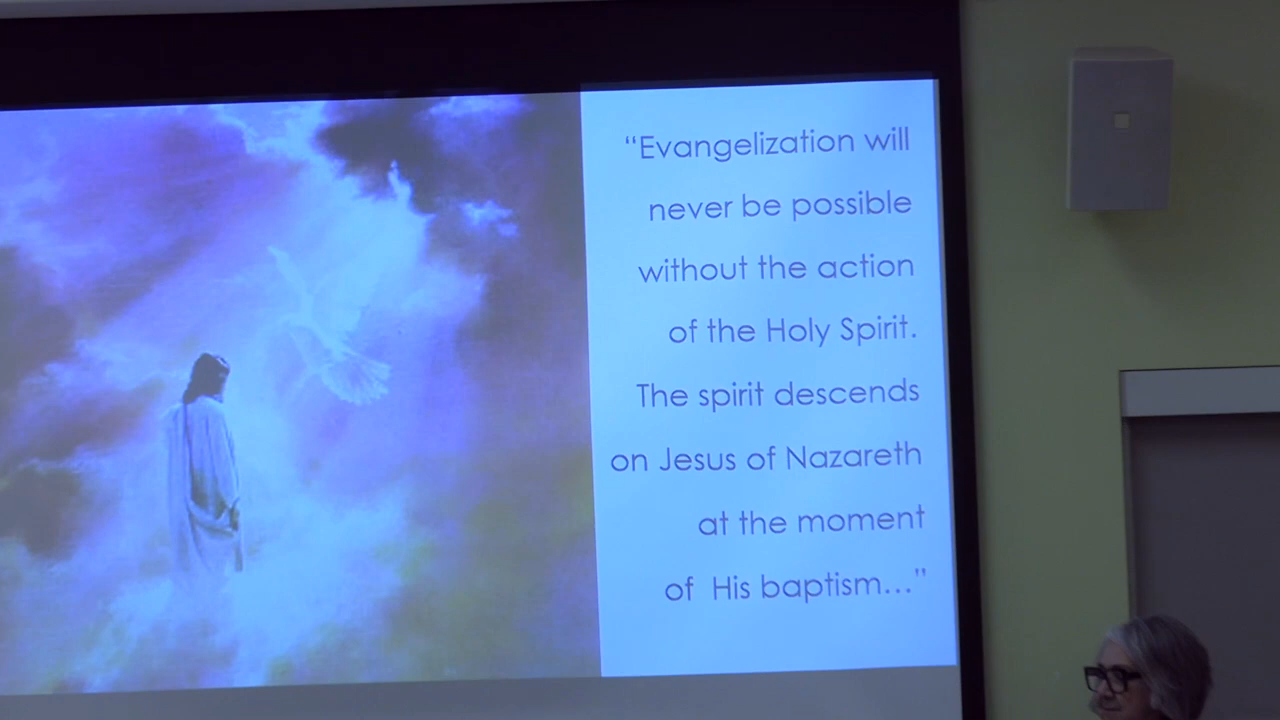 “Evangelization will
never be possible
without the action
of the Holy Spirit.
The spirit descends
on Jesus of Nazareth
at the moment
of His baptism...”